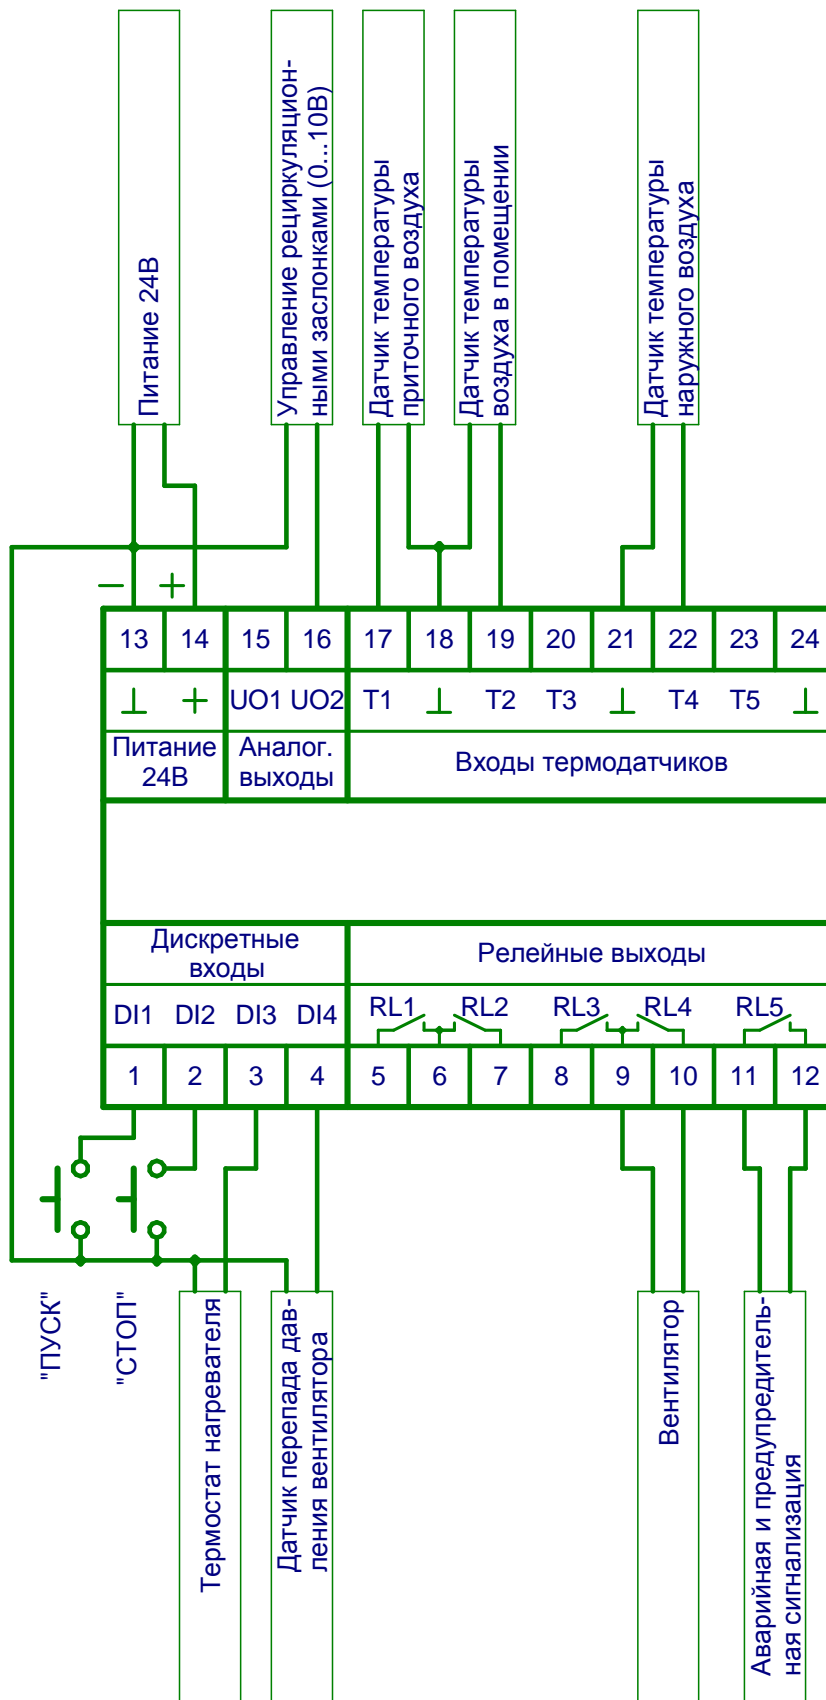 Питание 24В
Управление рециркуляцион-
ными заслонками (0...10В)
Датчик температуры
приточного воздуха
Датчик температуры
воздуха в помещении
Датчик температуры
наружного воздуха
− +
13 14 15 16 17 18 19 20 21 22 23 24
⊥ + UO1 UO2 T1 ⊥ T2 T3 ⊥ T4 T5 ⊥
Питание
24В
Аналог.
выходы
Входы термодатчиков
Дискретные
входы
Релейные выходы
DI1 DI2 DI3 DI4 RL1 RL2 RL3 RL4 RL5
1 2 3 4 5 6 7 8 9 10 11 12
"ПУСК"
"СТОП"
Термостат нагревателя
Датчик перепада дав-
ления вентилятора
Вентилятор
Аварийная и предупредитель-
ная сигнализация